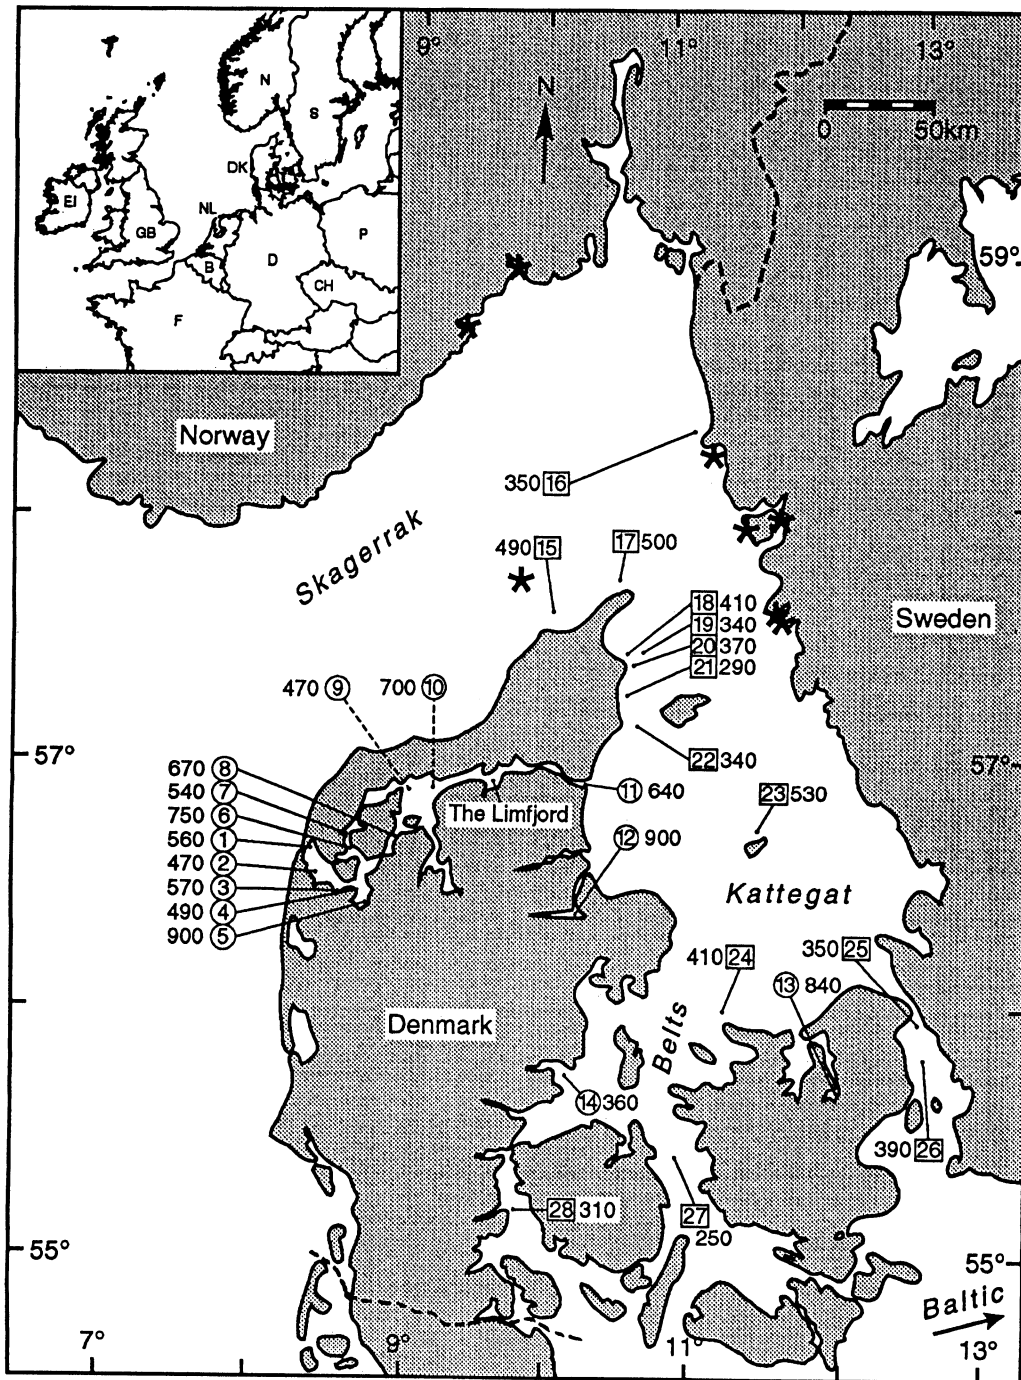 9°
11°
13°
N
0 50km
N
S
DK
EI
GB
NL
B
D
P
CH
F
59°
Norway
350 16
Skagerrak
490 15
17 500
18 410
19 340
20 370
21 290
Sweden
470 9
700 10
57°
22 340
57°
670 8
540 7
750 6
560 1
470 2
570 3
490 4
900 5
The Limfjord
11 640
23 530
12 900
Kattegat
410 24
350 25
13 840
Denmark
Belts
14 360
390 26
28 310
27
250
55°
55°
Baltic
7°
9°
11°
13°